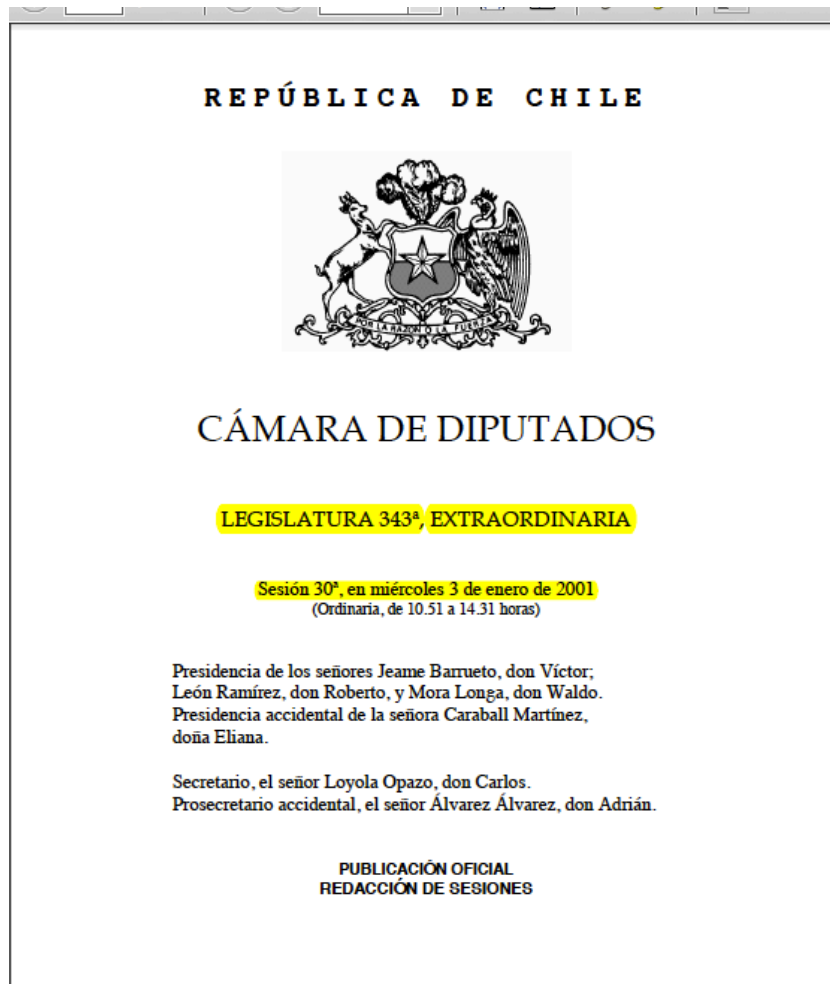 REPÚBLICA DE CHILE
POR LA RAZON O LA FUERZA
CÁMARA DE DIPUTADOS
LEGISLATURA 343ª, EXTRAORDINARIA
Sesión 30ª, en miércoles 3 de enero de 2001
(Ordinaria, de 10.51 a 14.31 horas)
Presidencia de los señores Jeame Barrueto, don Víctor;
León Ramírez, don Roberto, y Mora Longa, don Waldo.
Presidencia accidental de la señora Caraball Martínez,
doña Eliana.
Secretario, el señor Loyola Opazo, don Carlos.
Prosecretario accidental, el señor Álvarez Álvarez, don Adrián.
PUBLICACIÓN OFICIAL
REDACCIÓN DE SESIONES